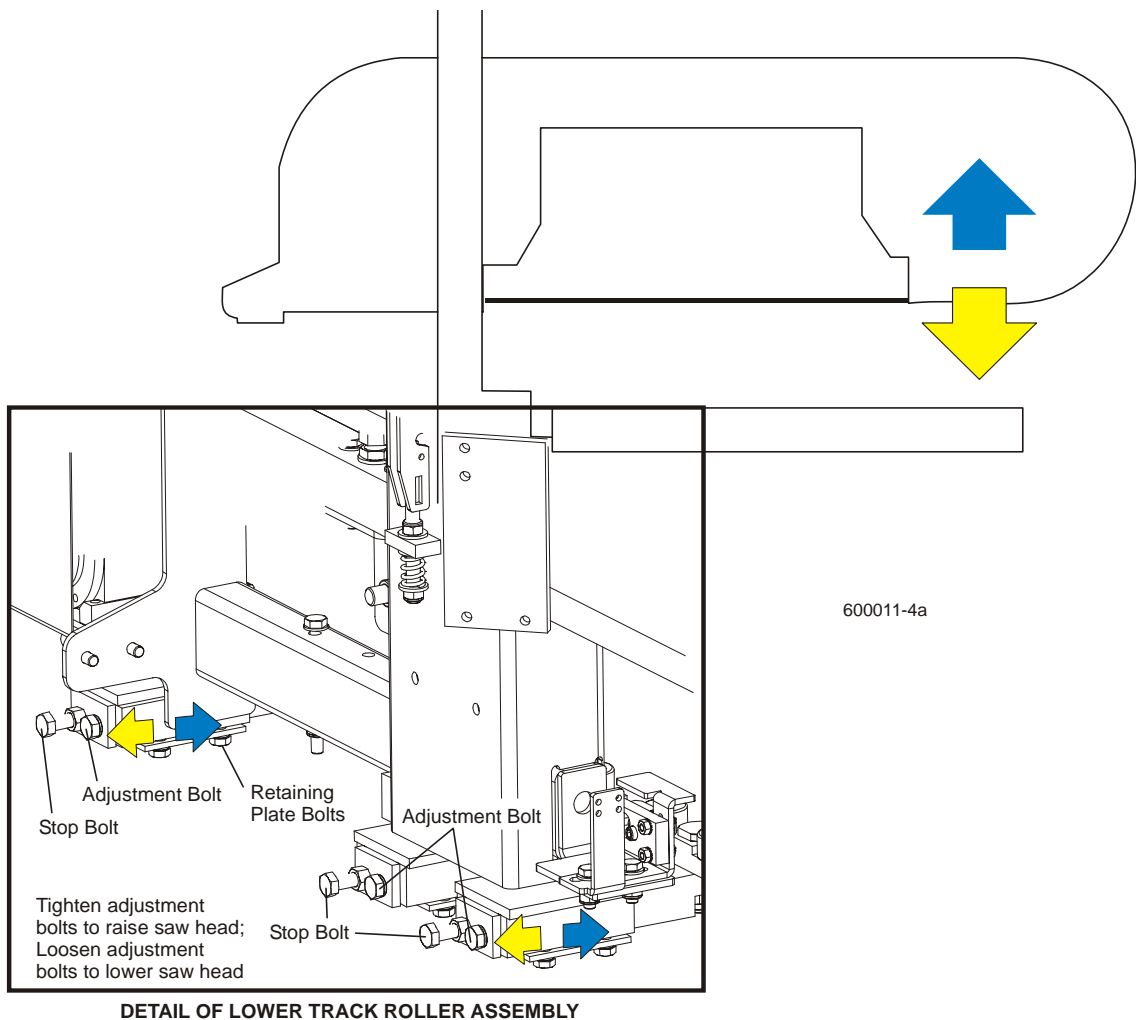 600011-4a
Adjustment Bolt
Stop Bolt
Retaining
Plate Bolts
Adjustment Bolt
Stop Bolt
Tighten adjustment
bolts to raise saw head;
Loosen adjustment
bolts to lower saw head
DETAIL OF LOWER TRACK ROLLER ASSEMBLY